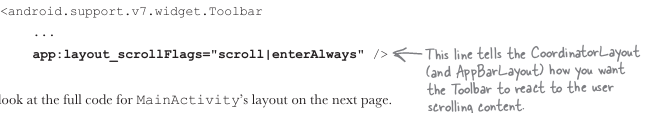 <android.support.v7.widget.Toolbar
...
app:layout_scrollFlags="scroll|enterAlways" />
This line tells the CoordinatorLayout
(and AppBarLayout) how you want
the Toolbar to react to the user
scrolling content.
look at the full code for MainActivity's layout on the next page.